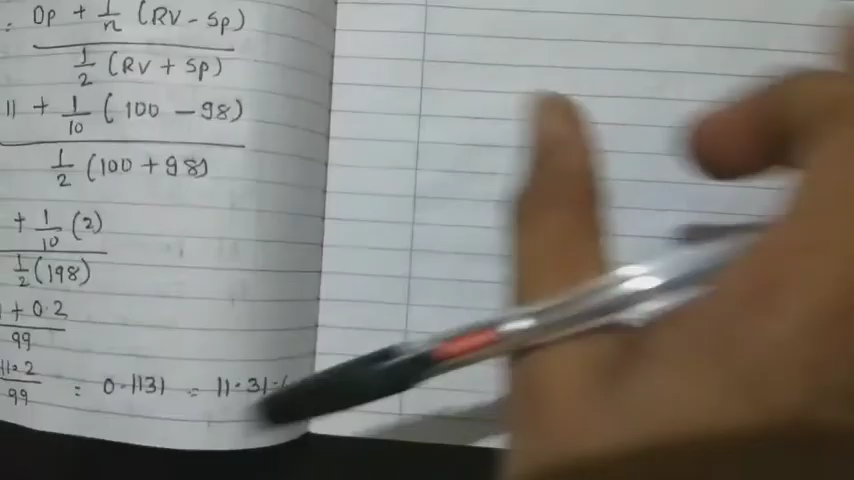 = Dp + 1/n (RV - Sp)
1/2 (RV + Sp)
11 + 1/10 (100 - 98)
1/2 (100 + 98)
+ 1/10 (2)
1/2 (198)
+ 0.2
99
11.2
99 = 0.1131 = 11.31